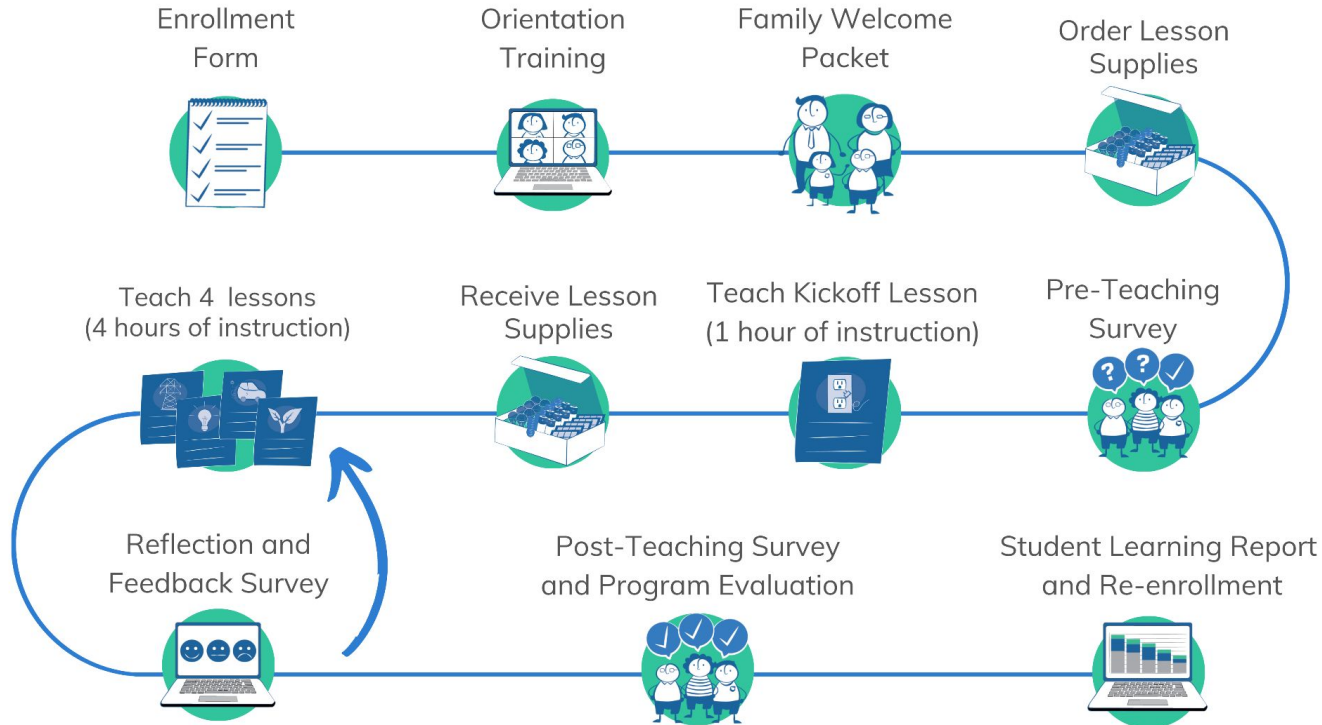 Enrollment
Form
Orientation
Training
Family Welcome
Packet
Order Lesson
Supplies
Teach 4 lessons
(4 hours of instruction)
Receive Lesson
Supplies
Teach Kickoff Lesson
(1 hour of instruction)
Pre-Teaching
Survey
?
?
Reflection and
Feedback Survey
Post-Teaching Survey
and Program Evaluation
Student Learning Report
and Re-enrollment